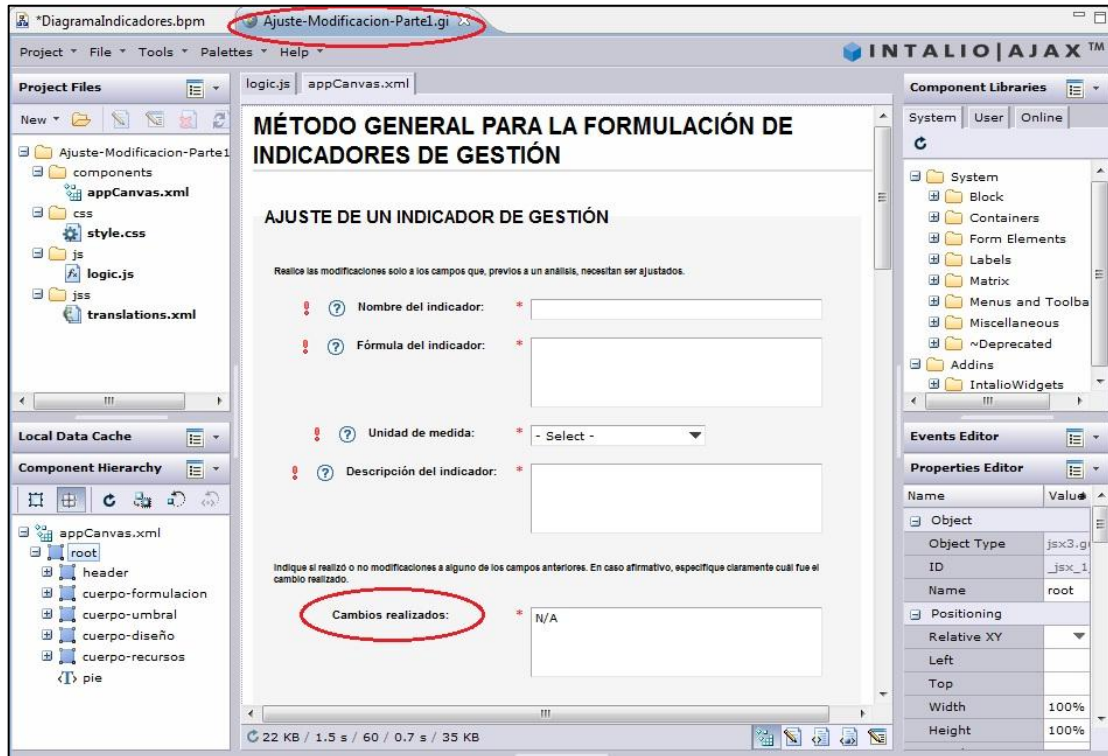 *DiagramaIndicadores.bpm
Ajuste-Modificacion-Parte1.gi
Project File Tools Palettes Help
INTALIO|AJAX™
Project Files
New
Ajuste-Modificacion-Parte1
components
appCanvas.xml
css
style.css
js
logic.js
jss
translations.xml
Local Data Cache
Component Hierarchy
appCanvas.xml
root
header
cuerpo-formulacion
cuerpo-umbral
cuerpo-diseño
cuerpo-recursos
<T> pie
logic.js appCanvas.xml
MÉTODO GENERAL PARA LA FORMULACIÓN DE
INDICADORES DE GESTIÓN
AJUSTE DE UN INDICADOR DE GESTIÓN
Realice las modificaciones solo a los campos que, previos a un análisis, necesitan ser ajustados.
Nombre del indicador: *
Fórmula del indicador: *
Unidad de medida: * - Select -
Descripción del indicador: *
Indique si realizó o no modificaciones a alguno de los campos anteriores. En caso afirmativo, especifique claramente cuál fue el
cambio realizado.
Cambios realizados: * N/A
22 KB / 1.5 s / 60 / 0.7 s / 35 KB
Component Libraries
System User Online
System
Block
Containers
Form Elements
Labels
Matrix
Menus and Toolba
Miscellaneous
~Deprecated
Addins
IntalioWidgets
Events Editor
Properties Editor
Name Value
Object
Object Type jsx3.g
ID _jsx_1
Name root
Positioning
Relative XY
Left
Top
Width 100%
Height 100%